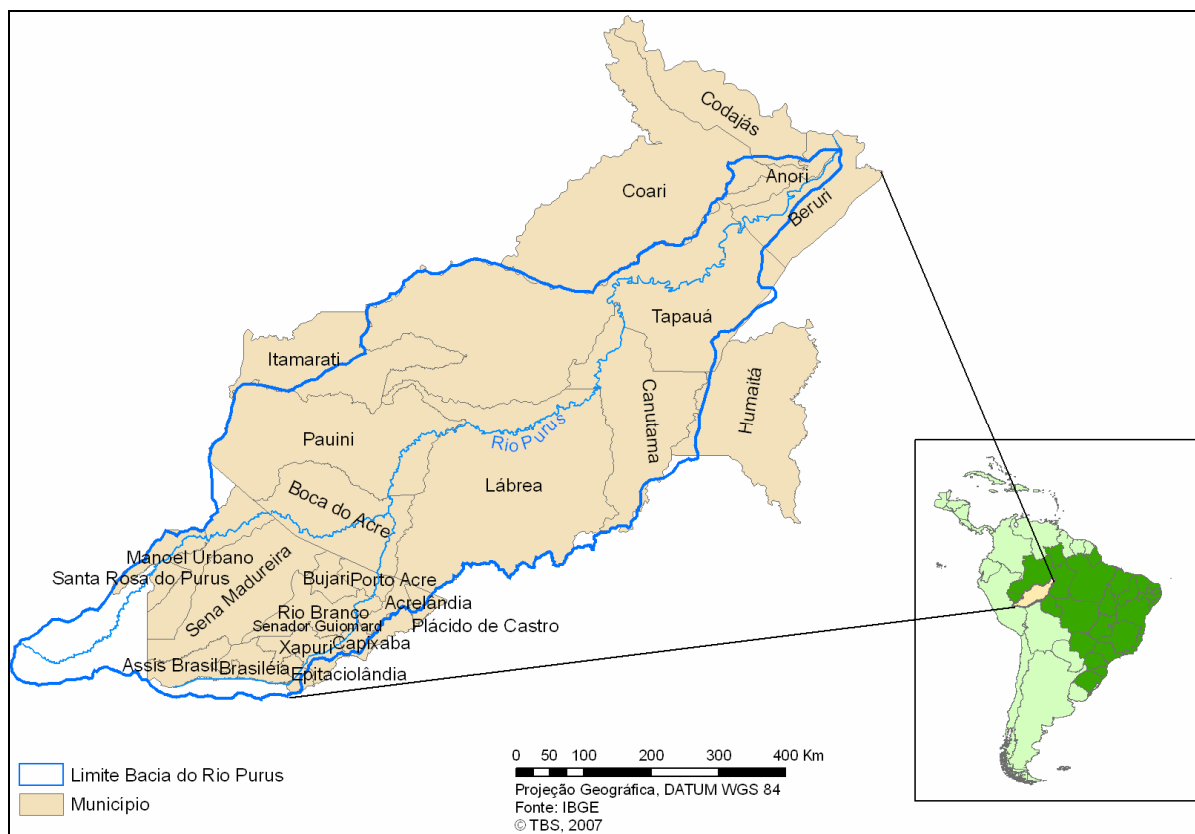 Codajás
Anori
Coari
Beruri
Tapauá
Itamarati
Canutama
Humaitá
Pauini
Rio Purus
Lábrea
Boca do Acre
Manoel Urbano
Santa Rosa do Purus
Sena Madureira
Bujari
Porto Acre
Acrelândia
Rio Branco
Senador Guiomard
Plácido de Castro
Xapuri
Capixaba
Assis Brasil
Brasiléia
Epitaciolândia
0 50 100 200 300 400 Km
Limite Bacia do Rio Purus
Município
Projeção Geográfica, DATUM WGS 84
Fonte: IBGE
© TBS, 2007